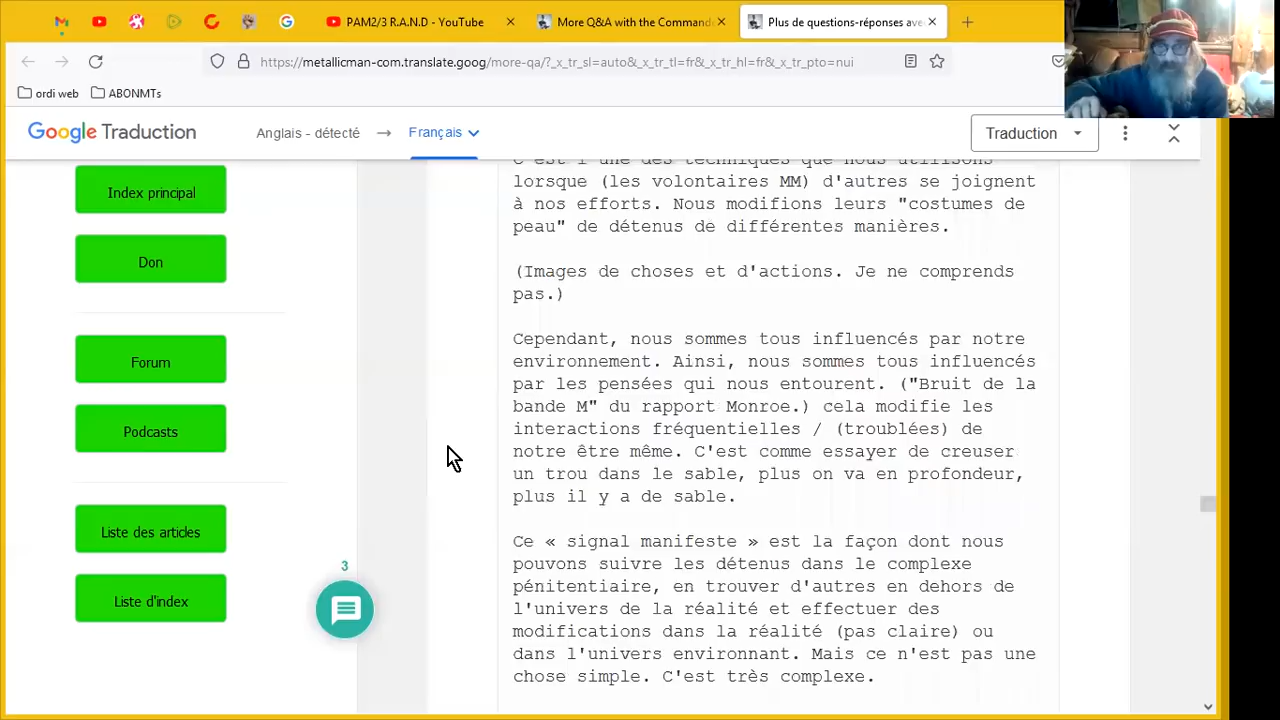 PAM2/3 R.A.N.D - YouTube
More Q&A with the Command
Plus de questions-réponses ave
https://metallicman-com.translate.goog/more-qa/?_x_tr_sl=auto&_x_tr_tl=fr&_x_tr_hl=fr&_x_tr_pto=nui
ordi web
ABONMTs
Google Traduction
Anglais - détecté
Français
Traduction
Index principal
Don
Forum
Podcasts
Liste des articles
Liste d'index
3
C'est l'une des techniques que nous utilisons
lorsque (les volontaires MM) d'autres se joignent
à nos efforts. Nous modifions leurs "costumes de
peau" de détenus de différentes manières.
(Images de choses et d'actions. Je ne comprends
pas.)
Cependant, nous sommes tous influencés par notre
environnement. Ainsi, nous sommes tous influencés
par les pensées qui nous entourent. ("Bruit de la
bande M" du rapport Monroe.) cela modifie les
interactions fréquentielles / (troublées) de
notre être même. C'est comme essayer de creuser
un trou dans le sable, plus on va en profondeur,
plus il y a de sable.
Ce « signal manifeste » est la façon dont nous
pouvons suivre les détenus dans le complexe
pénitentiaire, en trouver d'autres en dehors de
l'univers de la réalité et effectuer des
modifications dans la réalité (pas claire) ou
dans l'univers environnant. Mais ce n'est pas une
chose simple. C'est très complexe.